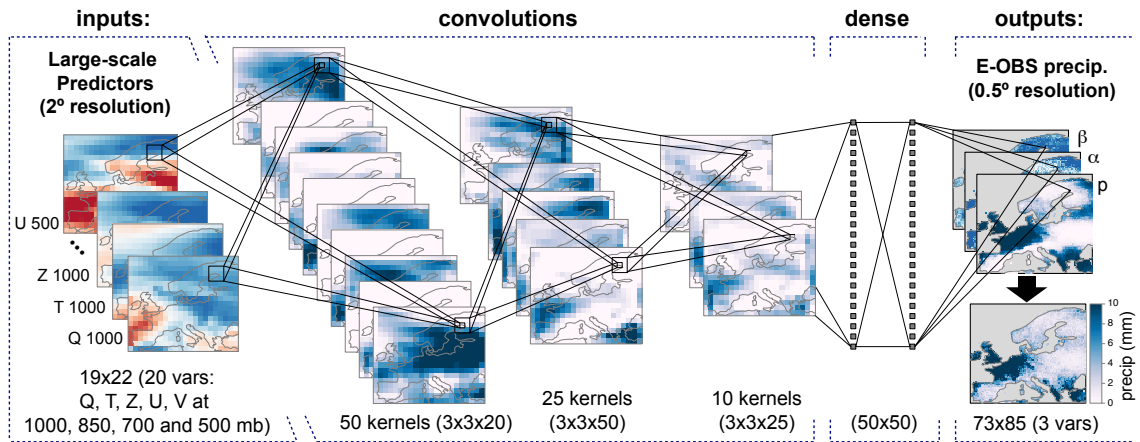 inputs:
convolutions
dense
outputs:
Large-scale
Predictors
(2º resolution)
E-OBS precip.
(0.5º resolution)
β
α
p
U 500
Z 1000
T 1000
Q 1000
10
8
6
4
2
0
precip (mm)
19x22 (20 vars:
Q, T, Z, U, V at
1000, 850, 700 and 500 mb)
50 kernels (3x3x20)
25 kernels
(3x3x50)
10 kernels
(3x3x25)
(50x50)
73x85 (3 vars)